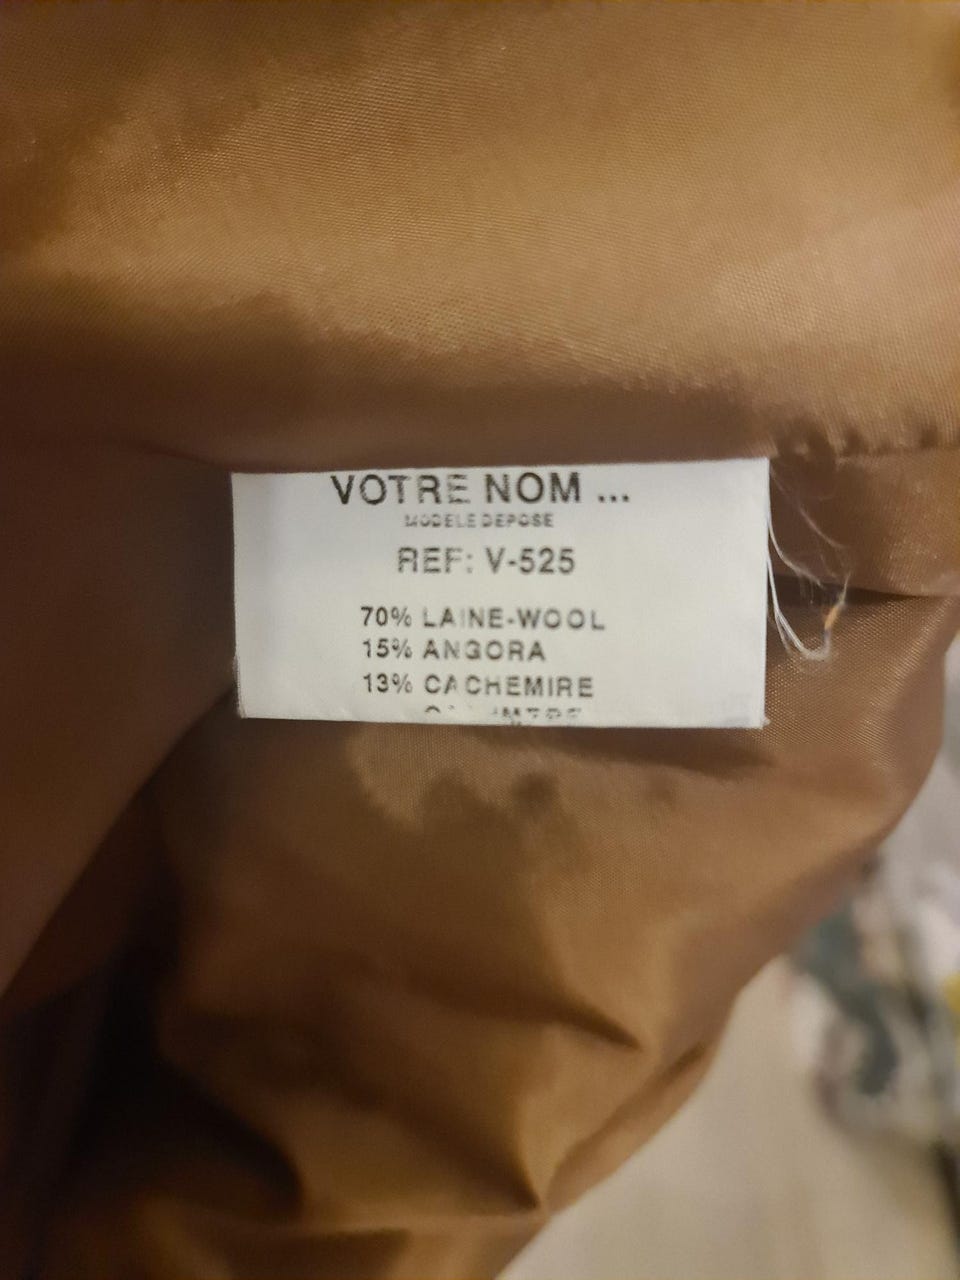 VOTRE NOM ...
MODELE DEPOSE
REF: V-525
70% LAINE-WOOL
15% ANGORA
13% CACHEMIRE